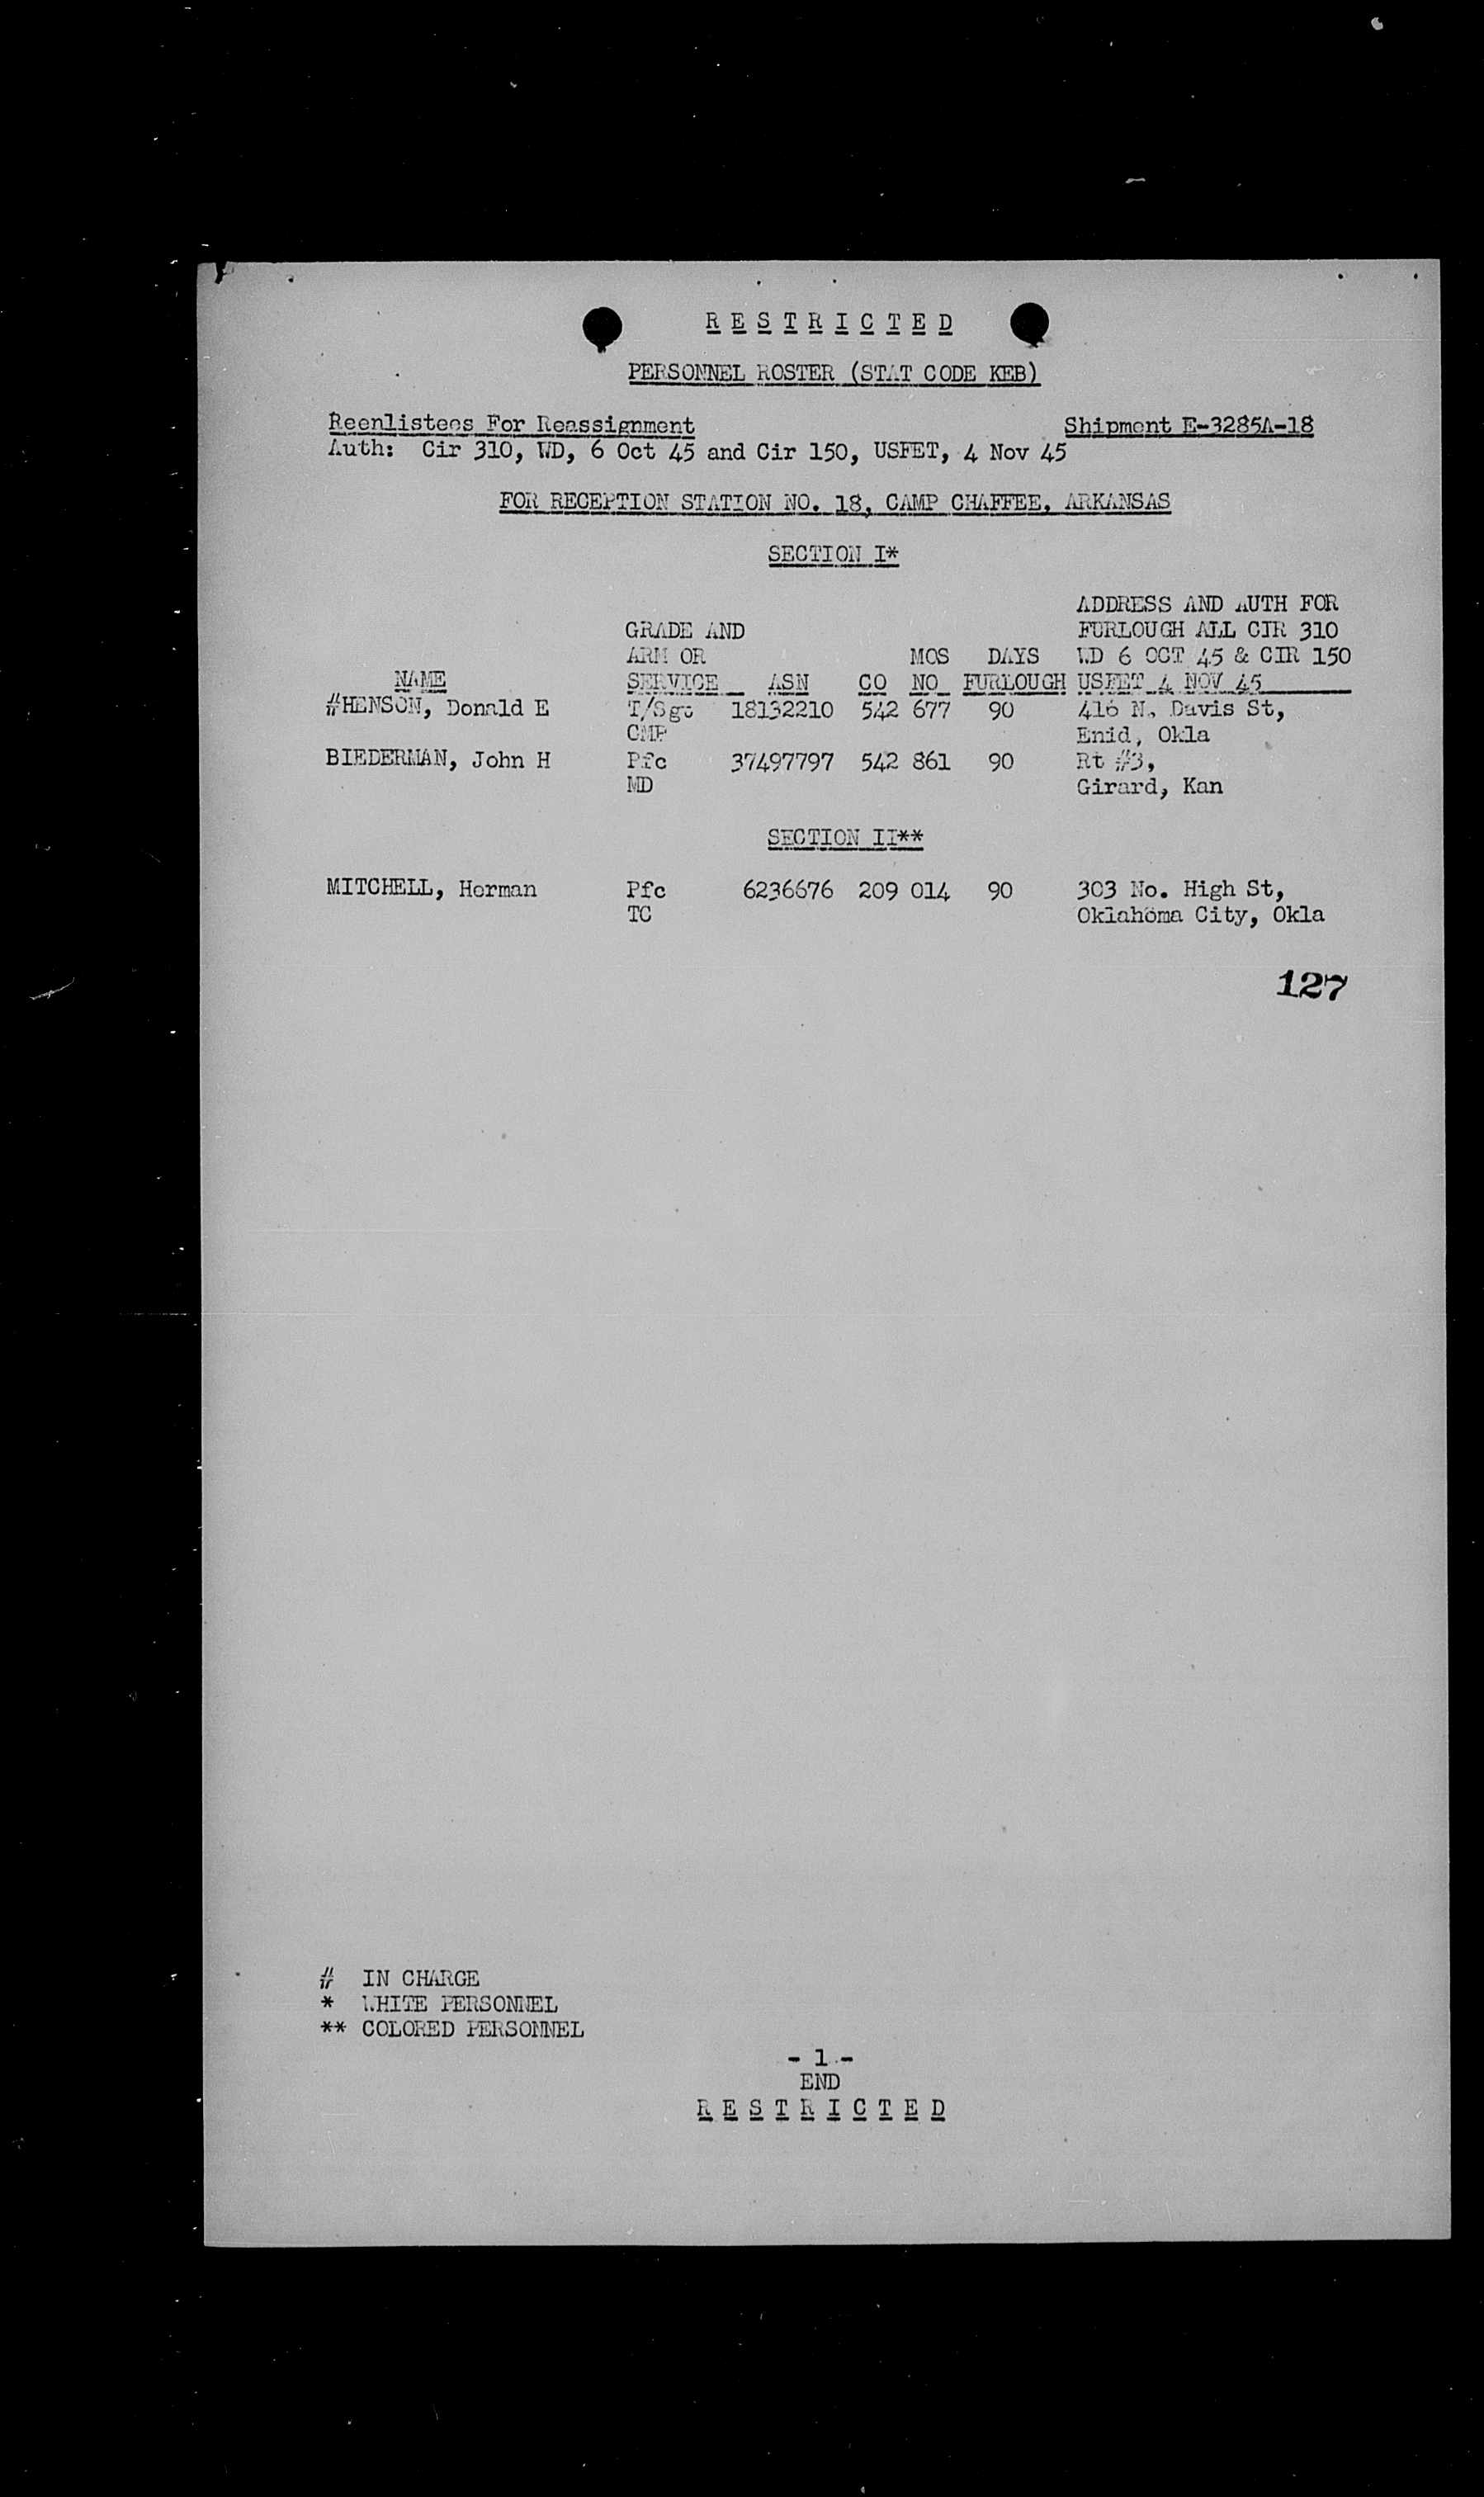 RESTRICTED
PERSONNEL ROSTER (STAT CODE KEB)
Reenlistees For Reassignment Shipment E-3285A-18
Auth: Cir 310, WD, 6 Oct 45 and Cir 150, USFET, 4 Nov 45
FOR RECEPTION STATION NO. 18, CAMP CHAFFEE, ARKANSAS
SECTION I*
ADDRESS AND AUTH FOR
GRADE AND FURLOUGH ALL CIR 310
ARM OR MOS DAYS WD 6 OCT 45 & CIR 150
NAME SERVICE ASN CO NO FURLOUGH USFET 4 NOV 45
#HENSON, Donald E T/Sgt 18132210 542 677 90 416 N. Davis St,
CMP Enid, Okla
BIEDERMAN, John H Pfc 37497797 542 861 90 Rt #3,
MD Girard, Kan
SECTION II**
MITCHELL, Herman Pfc 6236676 209 014 90 303 No. High St,
TC Oklahoma City, Okla
127
# IN CHARGE
* WHITE PERSONNEL
** COLORED PERSONNEL
- 1 -
END
RESTRICTED